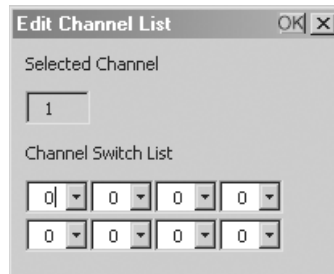 Edit Channel List OK
Selected Channel
1
Channel Switch List
0 0 0 0
0 0 0 0